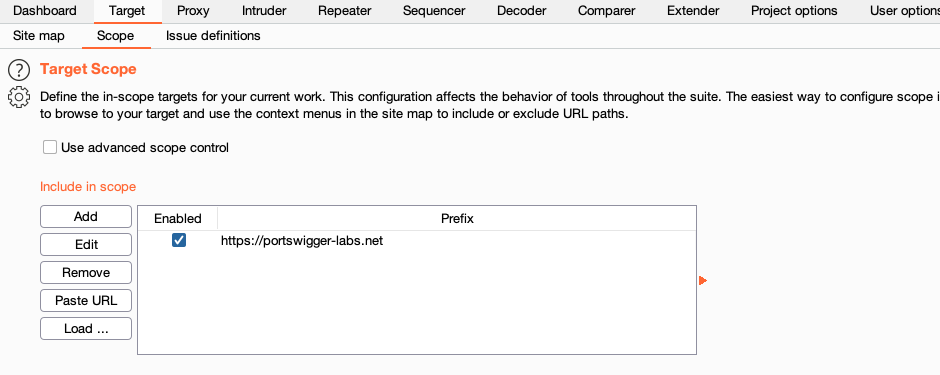 Dashboard Target Proxy Intruder Repeater Sequencer Decoder Comparer Extender Project options User options
Site map Scope Issue definitions
?
Target Scope
Define the in-scope targets for your current work. This configuration affects the behavior of tools throughout the suite. The easiest way to configure scope i
to browse to your target and use the context menus in the site map to include or exclude URL paths.
Use advanced scope control
Include in scope
Add
Edit
Remove
Paste URL
Load ...
Enabled Prefix
https://portswigger-labs.net